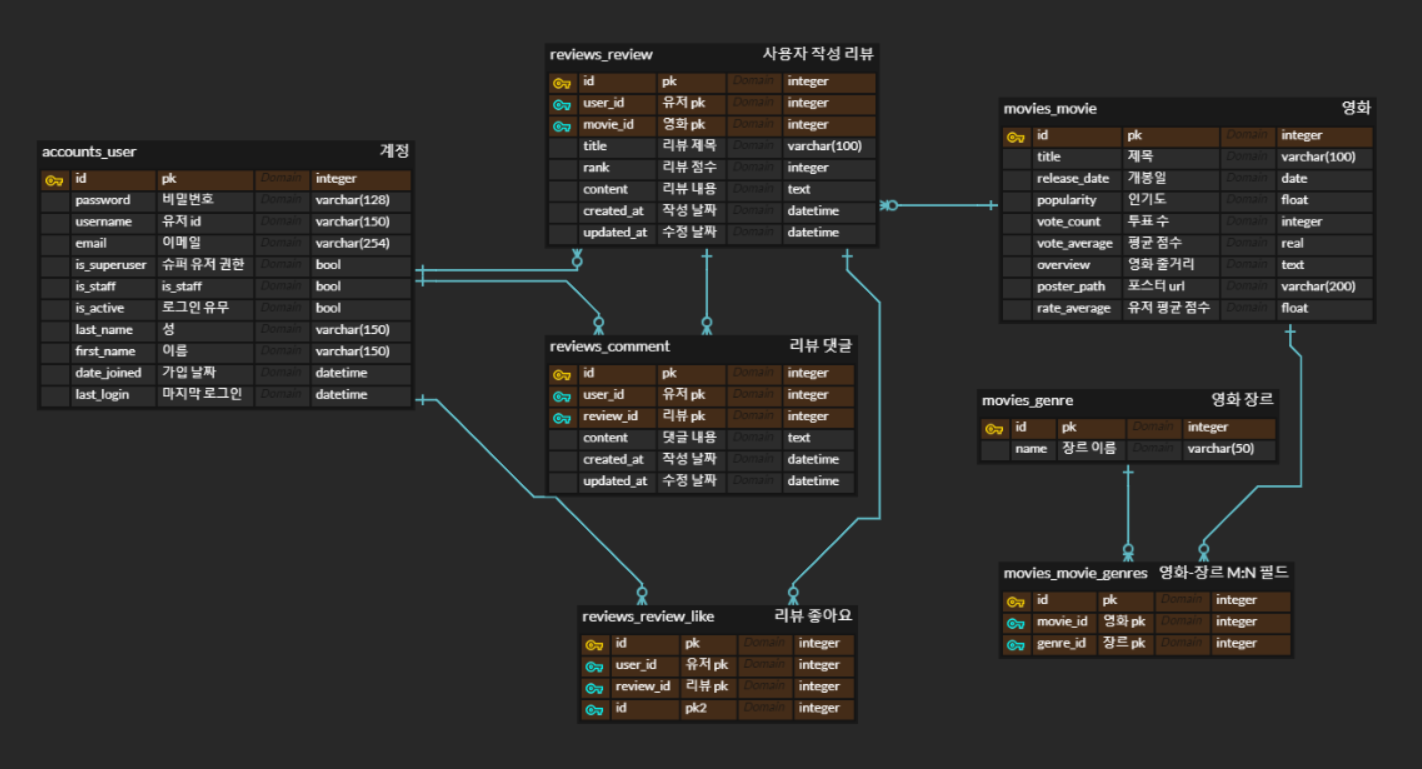 accounts_user 계정
id pk Domain integer
password 비밀번호 Domain varchar(128)
username 유저 id Domain varchar(150)
email 이메일 Domain varchar(254)
is_superuser 슈퍼 유저 권한 Domain bool
is_staff is_staff Domain bool
is_active 로그인 유무 Domain bool
last_name 성 Domain varchar(150)
first_name 이름 Domain varchar(150)
date_joined 가입 날짜 Domain datetime
last_login 마지막 로그인 Domain datetime
reviews_review 사용자 작성 리뷰
id pk Domain integer
user_id 유저 pk Domain integer
movie_id 영화 pk Domain integer
title 리뷰 제목 Domain varchar(100)
rank 리뷰 점수 Domain integer
content 리뷰 내용 Domain text
created_at 작성 날짜 Domain datetime
updated_at 수정 날짜 Domain datetime
reviews_comment 리뷰 댓글
id pk Domain integer
user_id 유저 pk Domain integer
review_id 리뷰 pk Domain integer
content 댓글 내용 Domain text
created_at 작성 날짜 Domain datetime
updated_at 수정 날짜 Domain datetime
reviews_review_like 리뷰 좋아요
id pk Domain integer
user_id 유저 pk Domain integer
review_id 리뷰 pk Domain integer
id pk2 Domain integer
movies_movie 영화
id pk Domain integer
title 제목 Domain varchar(100)
release_date 개봉일 Domain date
popularity 인기도 Domain float
vote_count 투표 수 Domain integer
vote_average 평균 점수 Domain real
overview 영화 줄거리 Domain text
poster_path 포스터 url Domain varchar(200)
rate_average 유저 평균 점수 Domain float
movies_genre 영화 장르
id pk Domain integer
name 장르 이름 Domain varchar(50)
movies_movie_genres 영화-장르 M:N 필드
id pk Domain integer
movie_id 영화 pk Domain integer
genre_id 장르 pk Domain integer